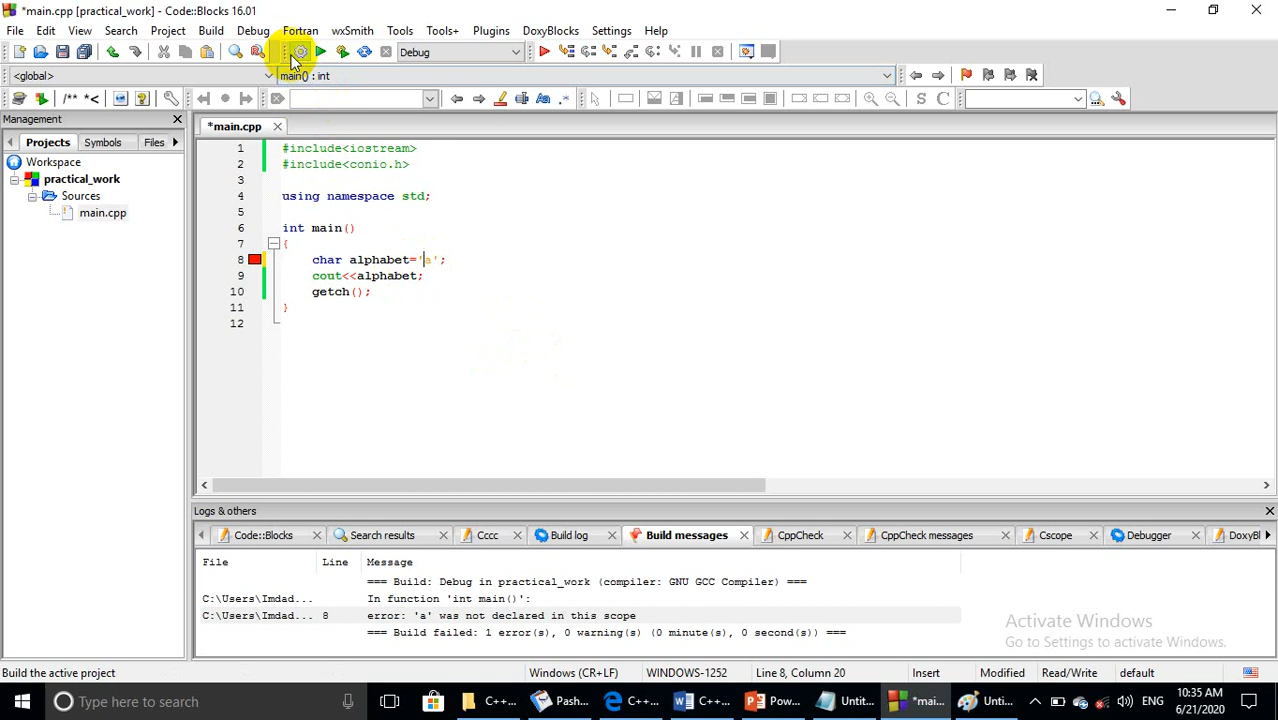 *main.cpp [practical_work] - Code::Blocks 16.01
File Edit View Search Project Build Debug Fortran wxSmith Tools Tools+ Plugins DoxyBlocks Settings Help
Debug
<global> main() : int
/** *< Aa .* S C
Management
*main.cpp
Projects Symbols Files
Workspace
practical_work
Sources
main.cpp
1 #include<iostream>
2 #include<conio.h>
3
4 using namespace std;
5
6 int main()
7 {
8 char alphabet='a';
9 cout<<alphabet;
10 getch();
11 }
12
Logs & others
Code::Blocks Search results Cccc Build log Build messages CppCheck CppCheck messages Cscope Debugger DoxyBl
File Line Message
=== Build: Debug in practical_work (compiler: GNU GCC Compiler) ===
C:\Users\Imdad... In function 'int main()':
C:\Users\Imdad... 8 error: 'a' was not declared in this scope
=== Build failed: 1 error(s), 0 warning(s) (0 minute(s), 0 second(s)) ===
Activate Windows
Go to Settings to activate Windows.
Build the active project Windows (CR+LF) WINDOWS-1252 Line 8, Column 20 Insert Modified Read/Write default
Type here to search C++... Pash... C++... C++... Pow... Untit... *mai... Unti... ENG
10:35 AM
6/21/2020